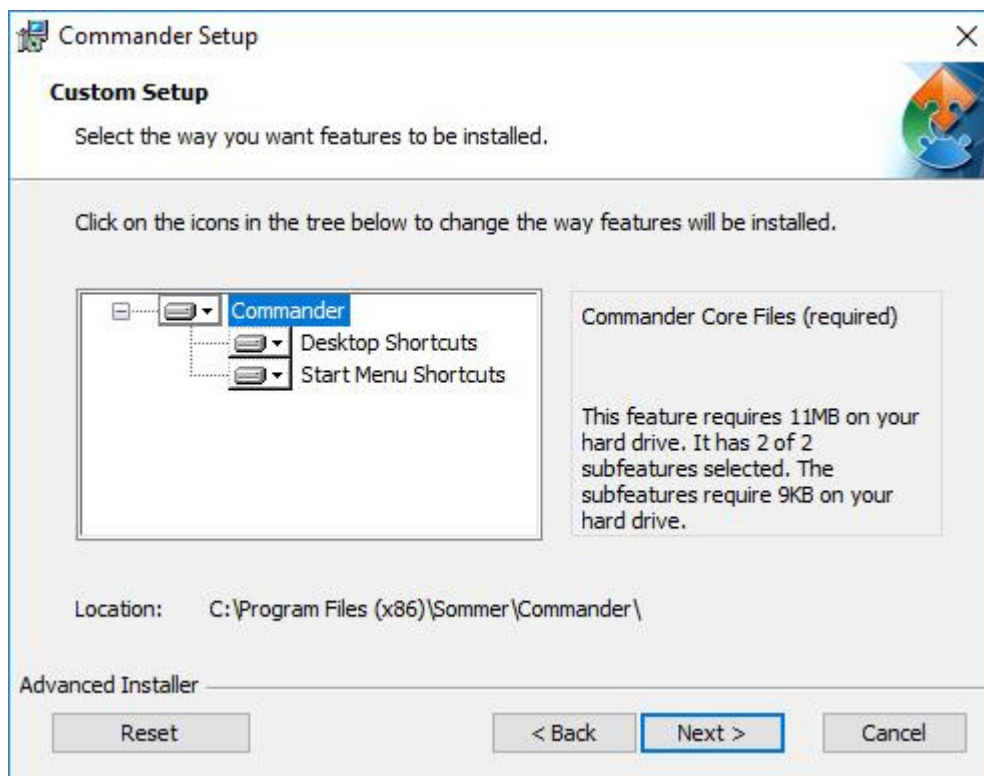 Commander Setup
Custom Setup
Select the way you want features to be installed.
Click on the icons in the tree below to change the way features will be installed.
Commander
Desktop Shortcuts
Start Menu Shortcuts
Commander Core Files (required)
This feature requires 11MB on your
hard drive. It has 2 of 2
subfeatures selected. The
subfeatures require 9KB on your
hard drive.
Location: C:\Program Files (x86)\Sommer\Commander\
Advanced Installer
Reset < Back Next > Cancel